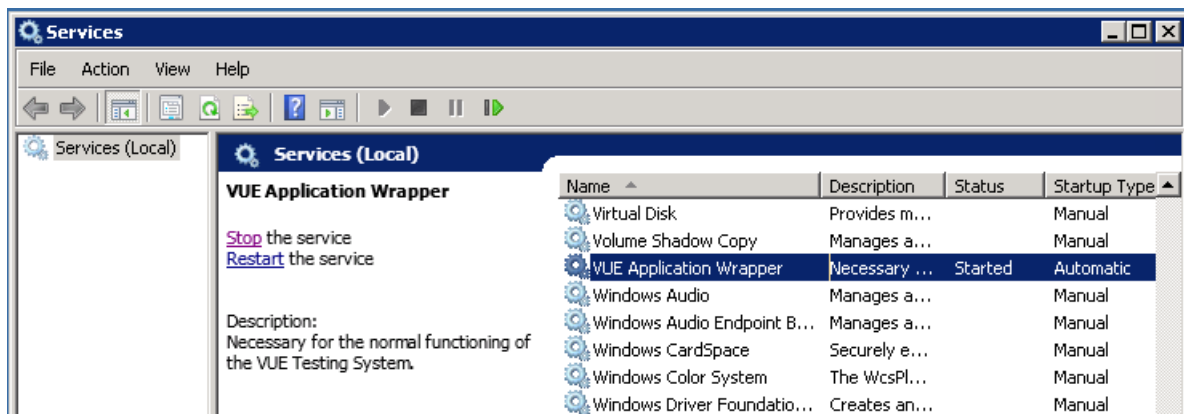 Services
File Action View Help
Services (Local)
Services (Local)
VUE Application Wrapper
Stop the service
Restart the service
Description:
Necessary for the normal functioning of
the VUE Testing System.
Name Description Status Startup Type
Virtual Disk Provides m... Manual
Volume Shadow Copy Manages a... Manual
VUE Application Wrapper Necessary ... Started Automatic
Windows Audio Manages a... Manual
Windows Audio Endpoint B... Manages a... Manual
Windows CardSpace Securely e... Manual
Windows Color System The WcsPl... Manual
Windows Driver Foundatio... Creates an... Manual